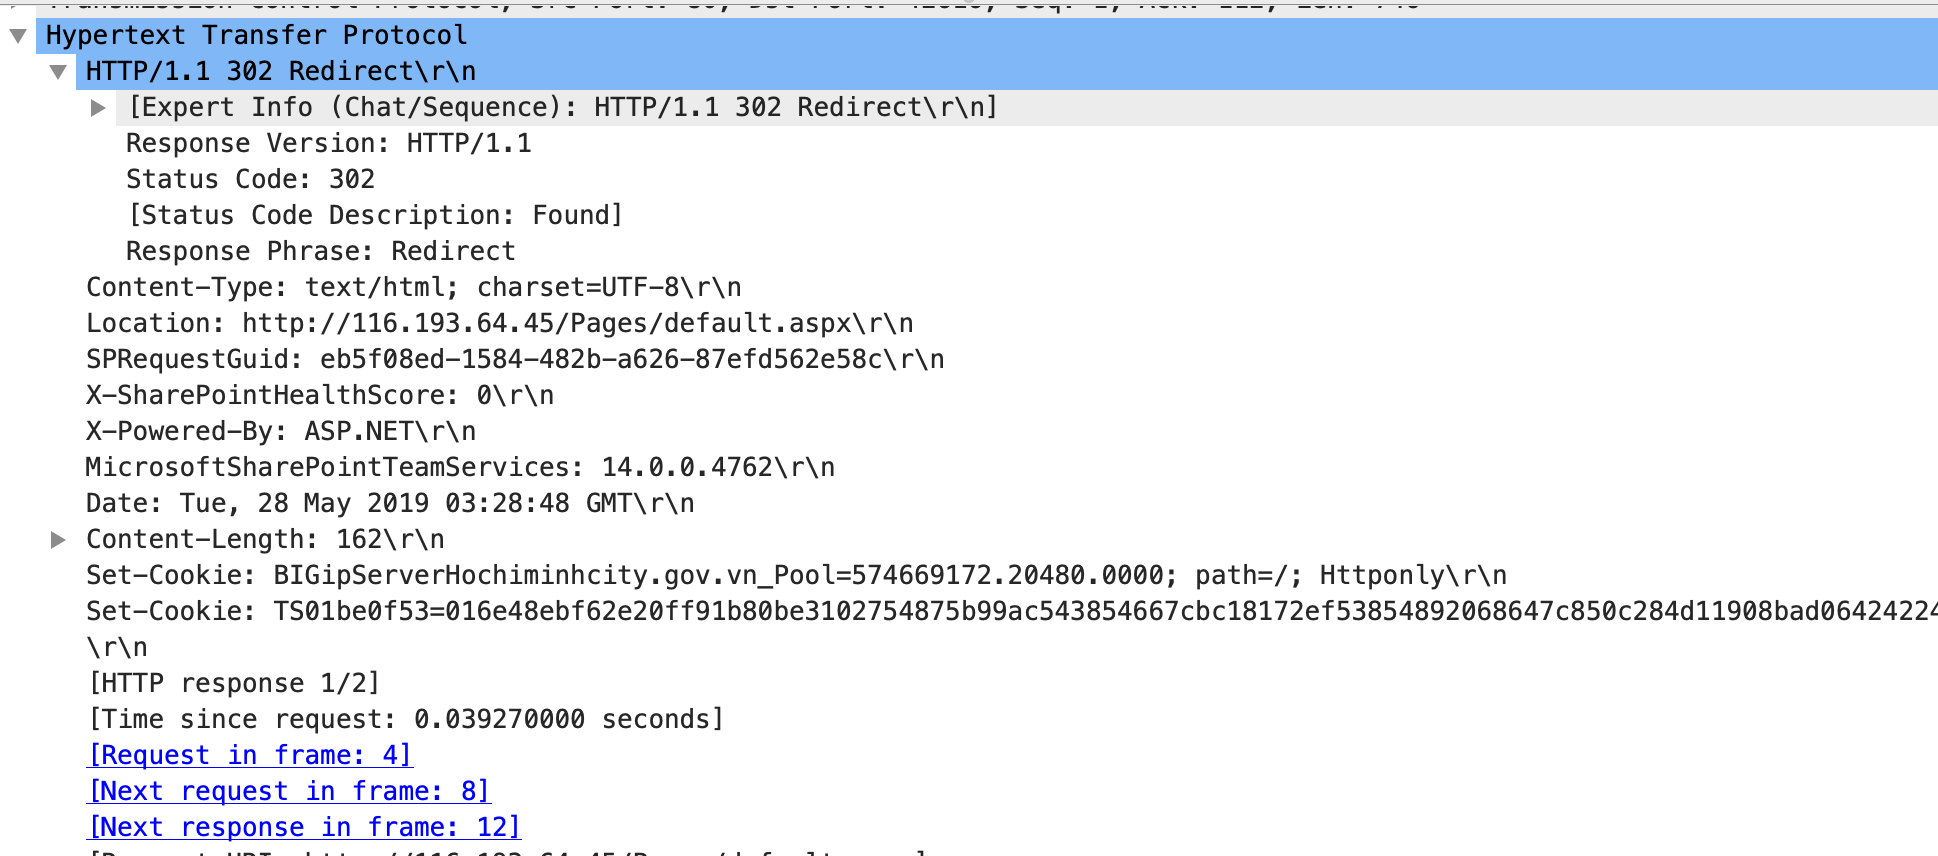 Hypertext Transfer Protocol
HTTP/1.1 302 Redirect\r\n
[Expert Info (Chat/Sequence): HTTP/1.1 302 Redirect\r\n]
Response Version: HTTP/1.1
Status Code: 302
[Status Code Description: Found]
Response Phrase: Redirect
Content-Type: text/html; charset=UTF-8\r\n
Location: http://116.193.64.45/Pages/default.aspx\r\n
SPRequestGuid: eb5f08ed-1584-482b-a626-87efd562e58c\r\n
X-SharePointHealthScore: 0\r\n
X-Powered-By: ASP.NET\r\n
MicrosoftSharePointTeamServices: 14.0.0.4762\r\n
Date: Tue, 28 May 2019 03:28:48 GMT\r\n
Content-Length: 162\r\n
Set-Cookie: BIGipServerHochiminhcity.gov.vn_Pool=574669172.20480.0000; path=/; Httponly\r\n
Set-Cookie: TS01be0f53=016e48ebf62e20ff91b80be3102754875b99ac543854667cbc18172ef53854892068647c850c284d11908bad06424224
\r\n
[HTTP response 1/2]
[Time since request: 0.039270000 seconds]
[Request in frame: 4]
[Next request in frame: 8]
[Next response in frame: 12]